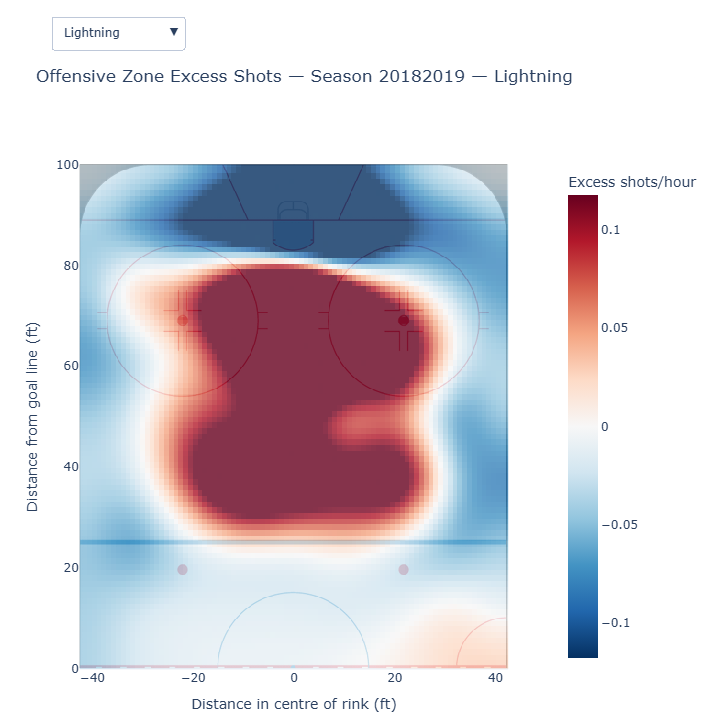 Lightning ▼
Offensive Zone Excess Shots — Season 20182019 — Lightning
Excess shots/hour
0.1
0.05
0
−0.05
−0.1
Distance from goal line (ft)
100
80
60
40
20
0
−40 −20 0 20 40
Distance in centre of rink (ft)